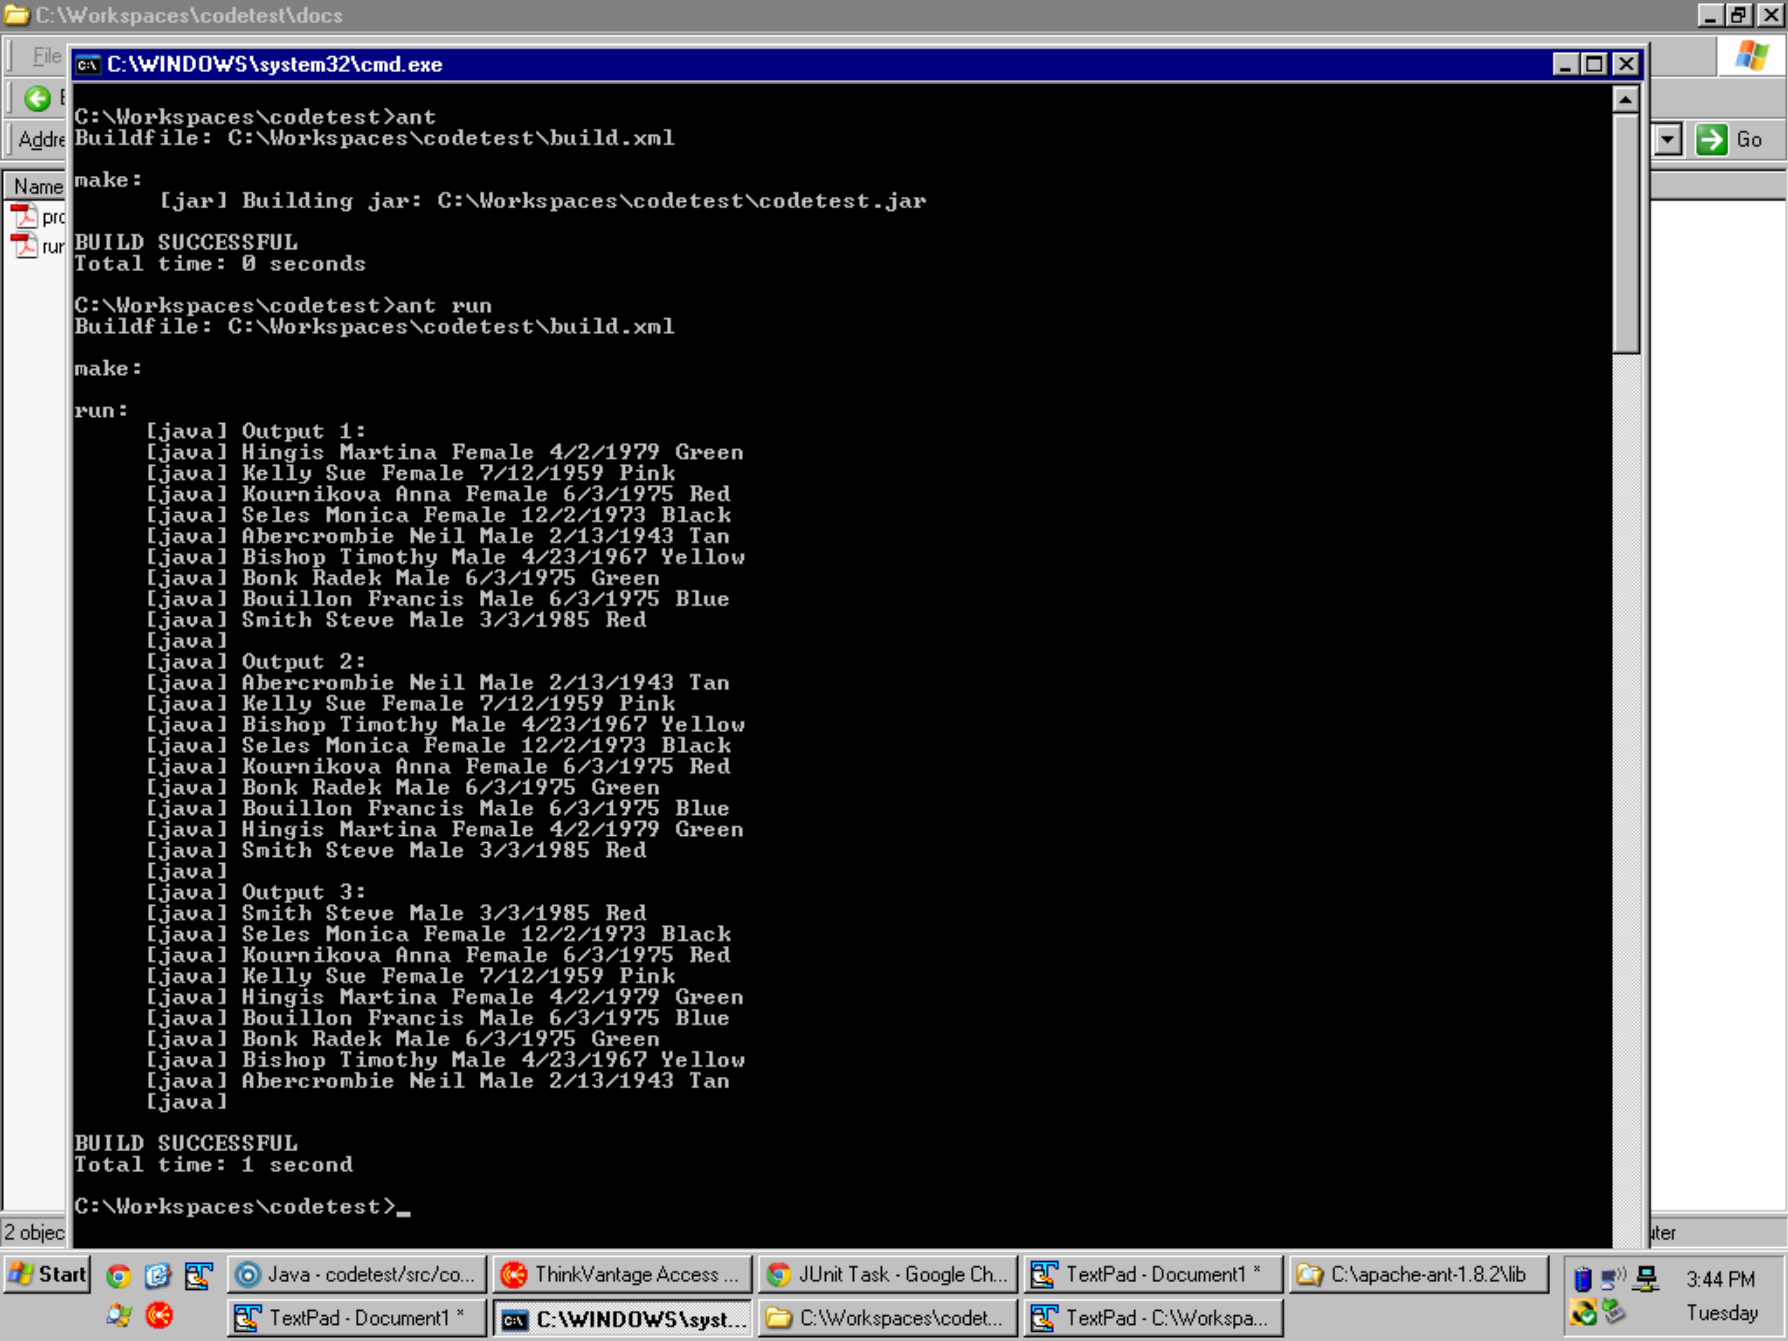 C:\Workspaces\codetest\docs
File
C:\WINDOWS\system32\cmd.exe
Go
Name
C:\Workspaces\codetest>ant
Buildfile: C:\Workspaces\codetest\build.xml
make:
[jar] Building jar: C:\Workspaces\codetest\codetest.jar
BUILD SUCCESSFUL
Total time: 0 seconds
C:\Workspaces\codetest>ant run
Buildfile: C:\Workspaces\codetest\build.xml
make:
run:
[java] Output 1:
[java] Hingis Martina Female 4/2/1979 Green
[java] Kelly Sue Female 7/12/1959 Pink
[java] Kournikova Anna Female 6/3/1975 Red
[java] Seles Monica Female 12/2/1973 Black
[java] Abercrombie Neil Male 2/13/1943 Tan
[java] Bishop Timothy Male 4/23/1967 Yellow
[java] Bonk Radek Male 6/3/1975 Green
[java] Bouillon Francis Male 6/3/1975 Blue
[java] Smith Steve Male 3/3/1985 Red
[java]
[java] Output 2:
[java] Abercrombie Neil Male 2/13/1943 Tan
[java] Kelly Sue Female 7/12/1959 Pink
[java] Bishop Timothy Male 4/23/1967 Yellow
[java] Seles Monica Female 12/2/1973 Black
[java] Kournikova Anna Female 6/3/1975 Red
[java] Bonk Radek Male 6/3/1975 Green
[java] Bouillon Francis Male 6/3/1975 Blue
[java] Hingis Martina Female 4/2/1979 Green
[java] Smith Steve Male 3/3/1985 Red
[java]
[java] Output 3:
[java] Smith Steve Male 3/3/1985 Red
[java] Seles Monica Female 12/2/1973 Black
[java] Kournikova Anna Female 6/3/1975 Red
[java] Kelly Sue Female 7/12/1959 Pink
[java] Hingis Martina Female 4/2/1979 Green
[java] Bouillon Francis Male 6/3/1975 Blue
[java] Bonk Radek Male 6/3/1975 Green
[java] Bishop Timothy Male 4/23/1967 Yellow
[java] Abercrombie Neil Male 2/13/1943 Tan
[java]
BUILD SUCCESSFUL
Total time: 1 second
C:\Workspaces\codetest>_
2 objec
Start
Java - codetest/src/co...
ThinkVantage Access ...
JUnit Task - Google Ch...
TextPad - Document1 *
C:\apache-ant-1.8.2\lib
3:44 PM
TextPad - Document1 *
C:\WINDOWS\syst...
C:\Workspaces\codet...
TextPad - C:\Workspa...
Tuesday